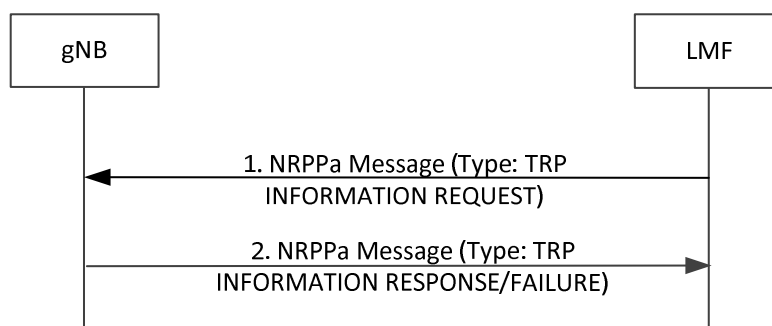 gNB
LMF
1. NRPPa Message (Type: TRP
INFORMATION REQUEST)
2. NRPPa Message (Type: TRP
INFORMATION RESPONSE/FAILURE)